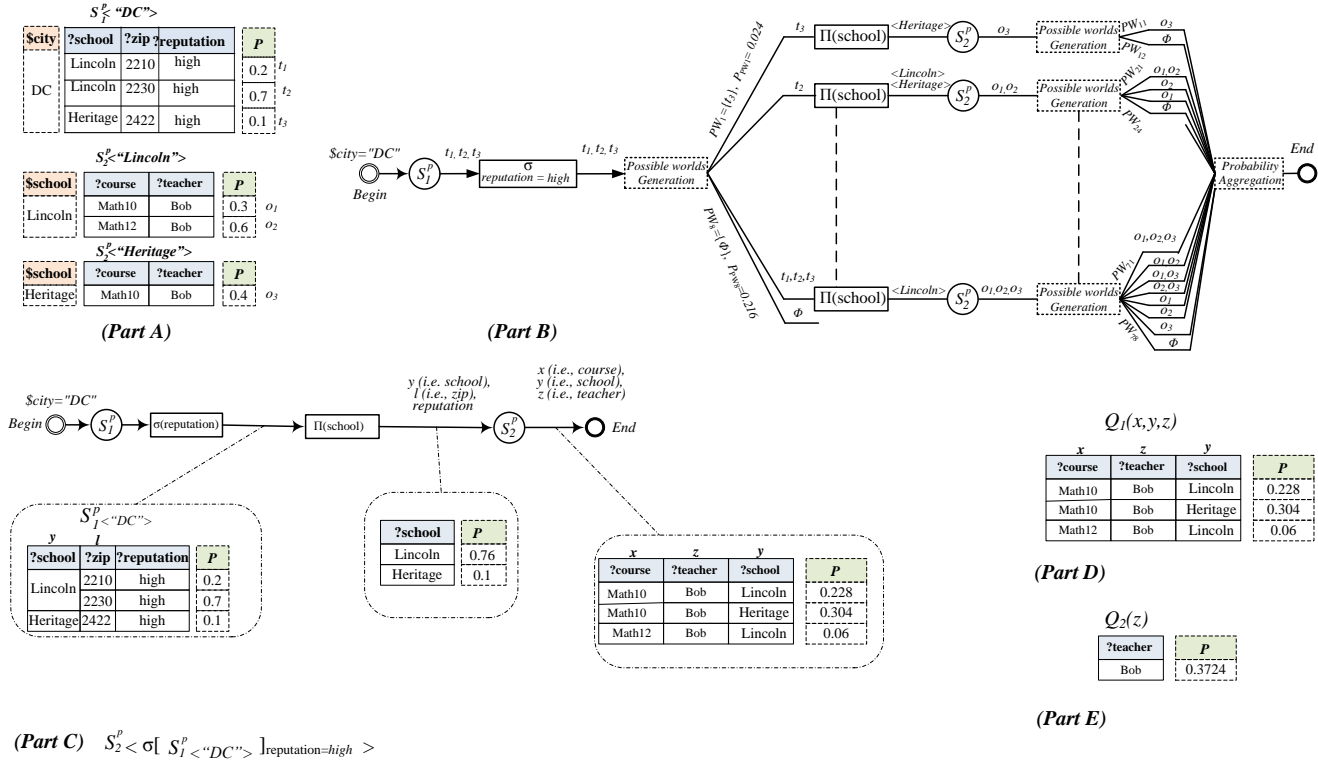 S₁ᵖ<“DC”>
$city ?school ?zip ?reputation P
DC
Lincoln 2210 high 0.2 t₁
Lincoln 2230 high 0.7 t₂
Heritage 2422 high 0.1 t₃
S₂ᵖ<“Lincoln”>
$school ?course ?teacher P
Lincoln
Math10 Bob 0.3 o₁
Math12 Bob 0.6 o₂
S₂ᵖ<“Heritage”>
$school ?course ?teacher P
Heritage Math10 Bob 0.4 o₃
(Part A)
$city="DC"
Begin
S₁ᵖ
t₁, t₂, t₃
σ
reputation = high
t₁, t₂, t₃
Possible worlds
Generation
PW₁={t₃}, P_PW1= 0.024
PW₈={Φ}, P_PW8=0.216
t₃ Π(school) <Heritage> S₂ᵖ o₃
Possible worlds
Generation
PW₁₁ o₃
PW₁₂ Φ
t₂ Π(school)
<Lincoln>
<Heritage>
S₂ᵖ o₁,o₂
Possible worlds
Generation
PW₂₁ o₁,o₂
o₂
o₁
PW₂₄ Φ
t₁,t₂,t₃ Π(school) <Lincoln> S₂ᵖ o₁,o₂,o₃
Φ
Possible worlds
Generation
PW₇₁ o₁,o₂,o₃
o₁,o₂
o₁,o₃
o₂,o₃
o₁
o₂
o₃
PW₇₈ Φ
Probability
Aggregation
End
(Part B)
$city="DC"
Begin S₁ᵖ σ(reputation) Π(school) S₂ᵖ End
y (i.e. school),
l (i.e., zip),
reputation
x (i.e., course),
y (i.e., school),
z (i.e., teacher)
S₁ᵖ<“DC”>
y l
?school ?zip ?reputation P
Lincoln
2210 high 0.2
2230 high 0.7
Heritage 2422 high 0.1
?school P
Lincoln 0.76
Heritage 0.1
x z y
?course ?teacher ?school P
Math10 Bob Lincoln 0.228
Math10 Bob Heritage 0.304
Math12 Bob Lincoln 0.06
(Part C) S₂ᵖ < σ[ S₁ᵖ <“DC”> ]reputation=high >
Q₁(x,y,z)
x z y
?course ?teacher ?school P
Math10 Bob Lincoln 0.228
Math10 Bob Heritage 0.304
Math12 Bob Lincoln 0.06
(Part D)
Q₂(z)
?teacher P
Bob 0.3724
(Part E)